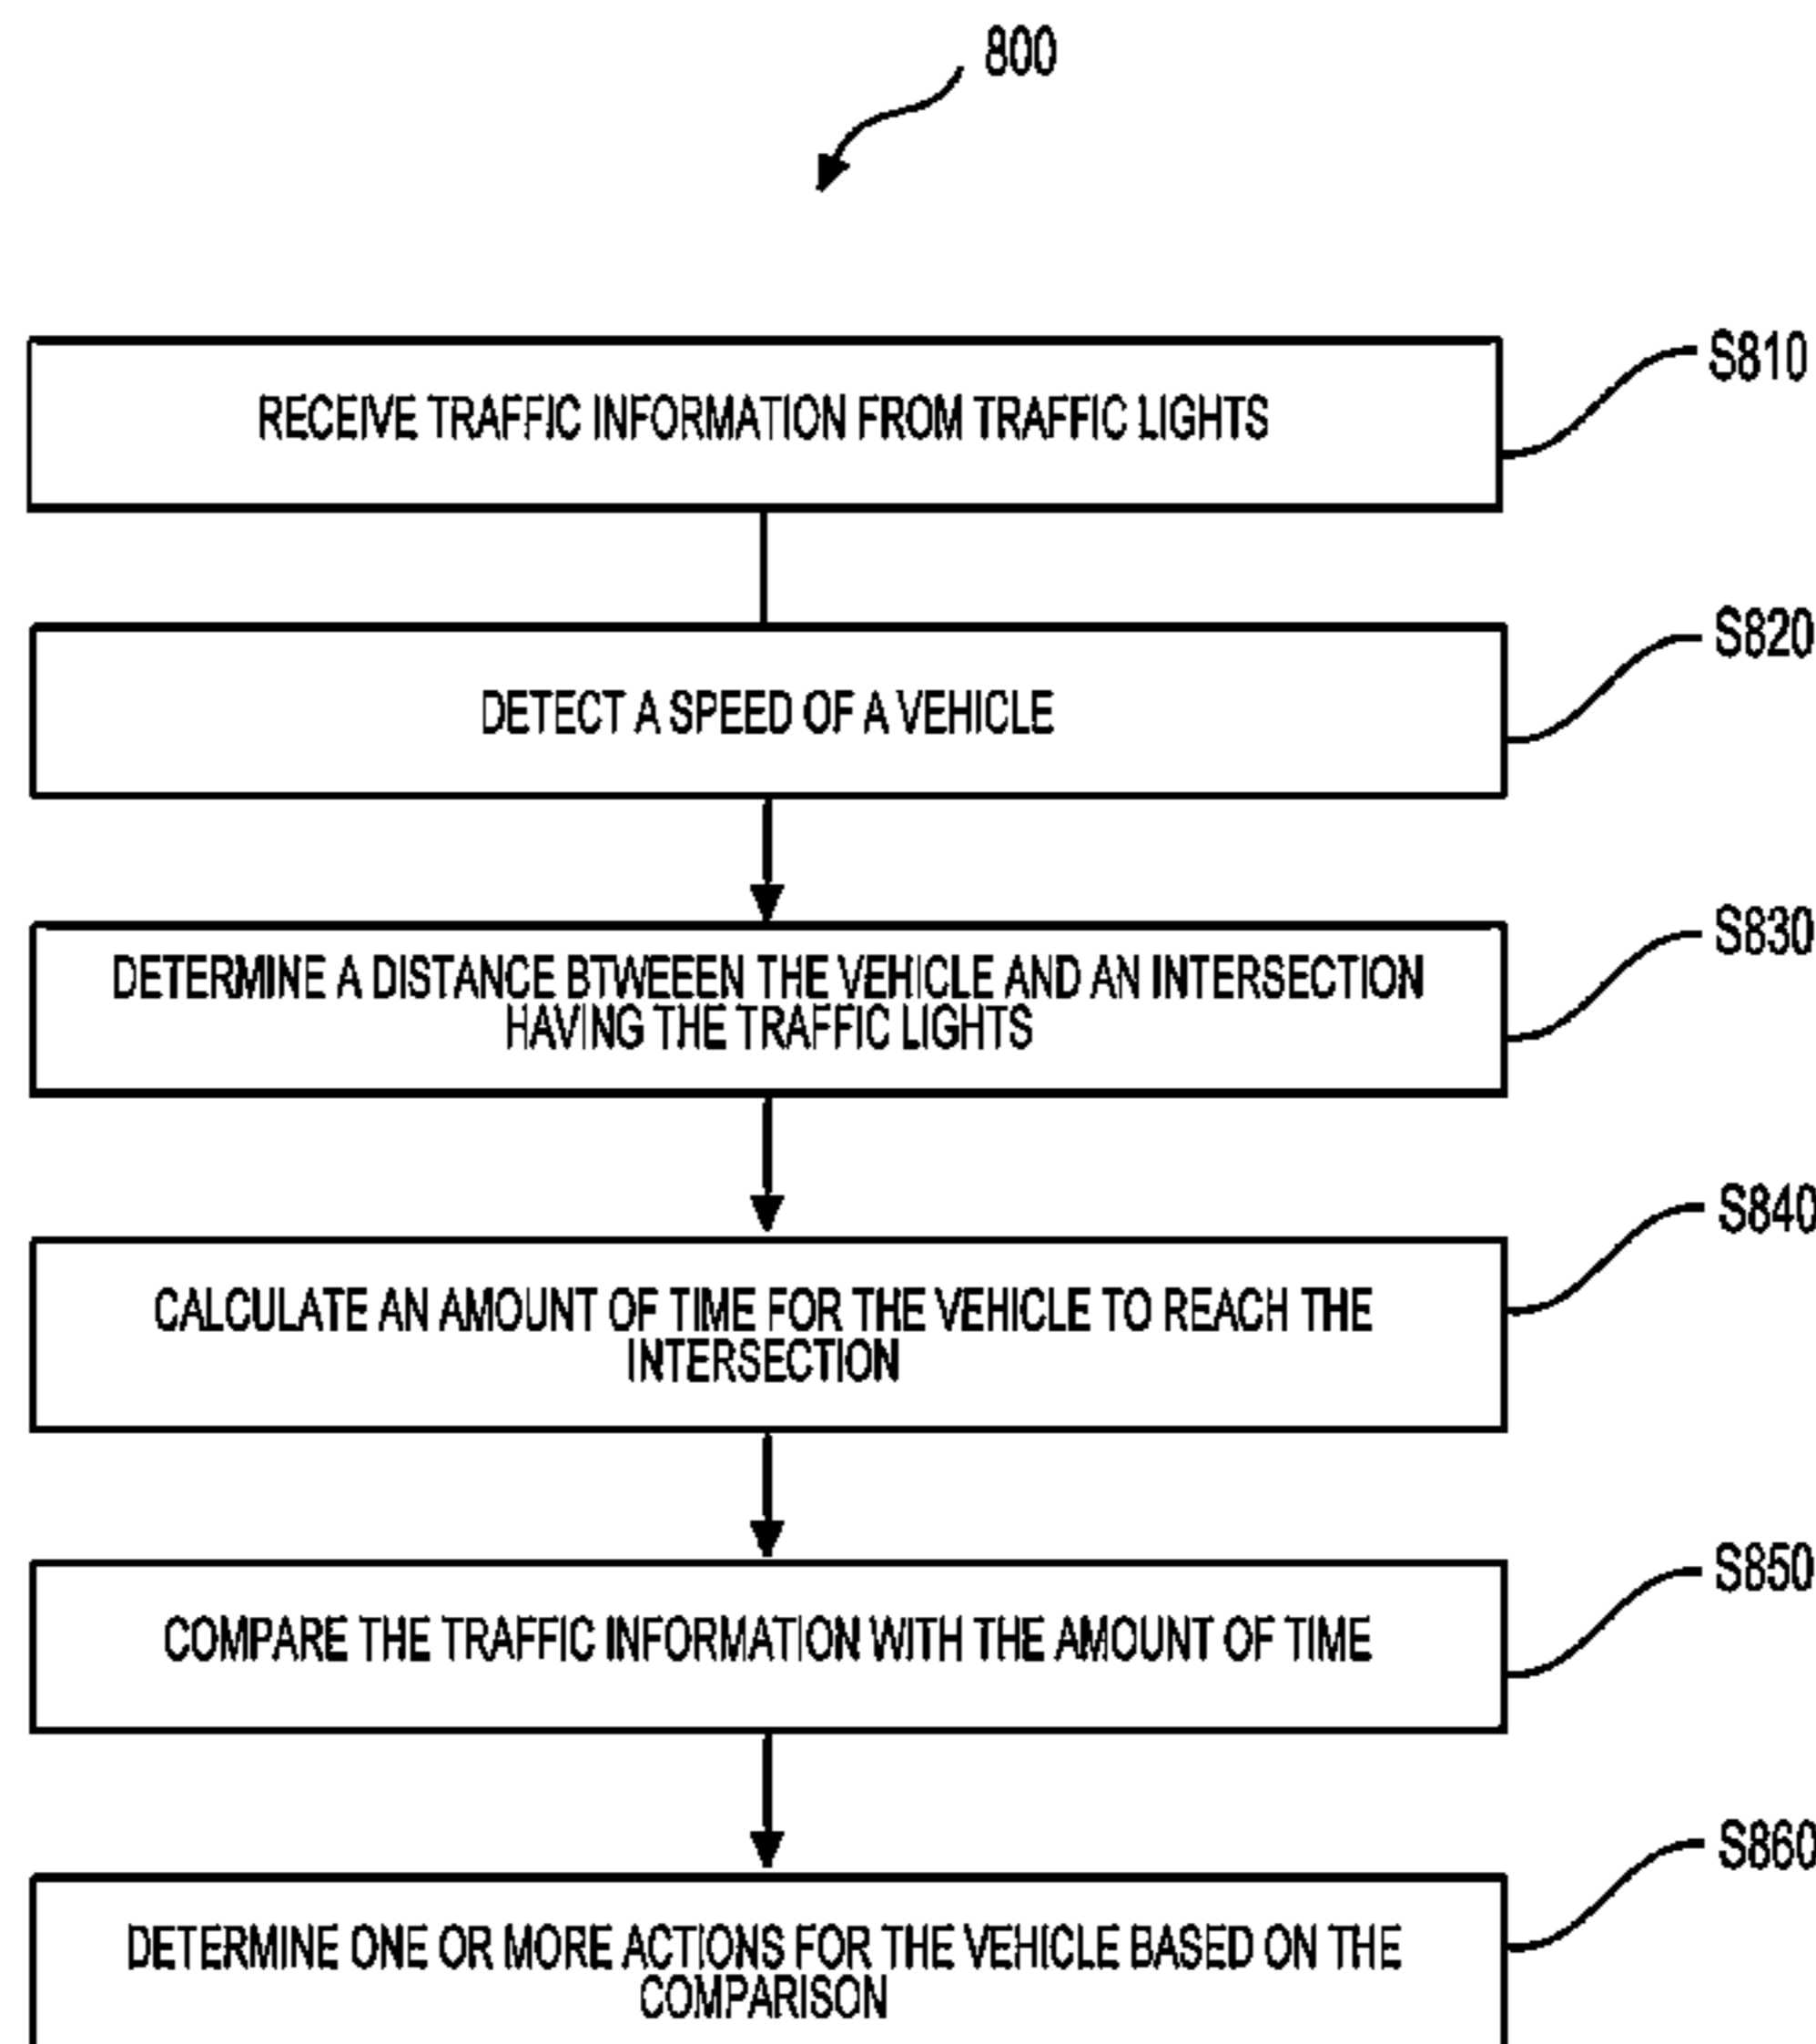 800
RECEIVE TRAFFIC INFORMATION FROM TRAFFIC LIGHTS
S810
DETECT A SPEED OF A VEHICLE
S820
DETERMINE A DISTANCE BTWEEEN THE VEHICLE AND AN INTERSECTION
HAVING THE TRAFFIC LIGHTS
S830
CALCULATE AN AMOUNT OF TIME FOR THE VEHICLE TO REACH THE
INTERSECTION
S840
COMPARE THE TRAFFIC INFORMATION WITH THE AMOUNT OF TIME
S850
DETERMINE ONE OR MORE ACTIONS FOR THE VEHICLE BASED ON THE
COMPARISON
S860